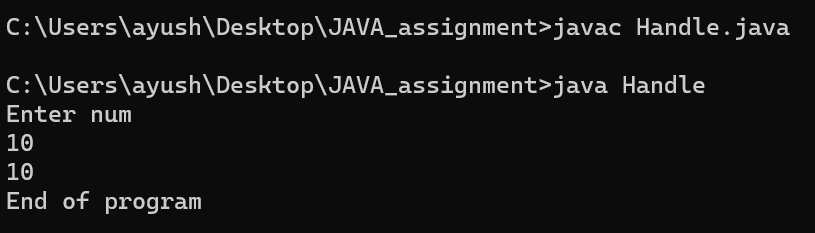 C:\Users\ayush\Desktop\JAVA_assignment>javac Handle.java
C:\Users\ayush\Desktop\JAVA_assignment>java Handle
Enter num
10
10
End of program